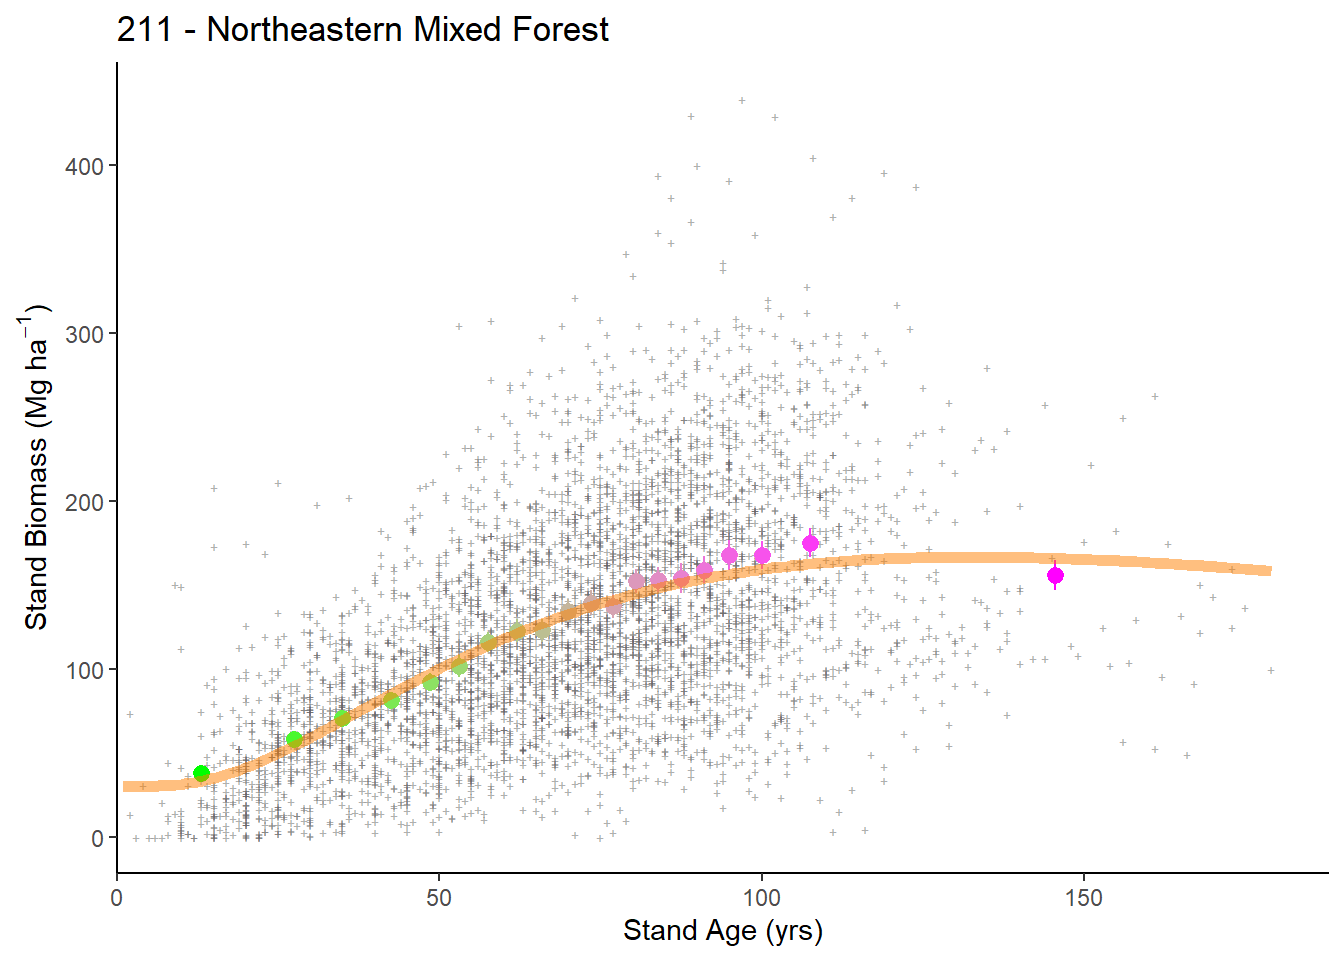 211 - Northeastern Mixed Forest
Stand Biomass (Mg ha⁻¹)
400
300
200
100
0
0 50 100 150
Stand Age (yrs)